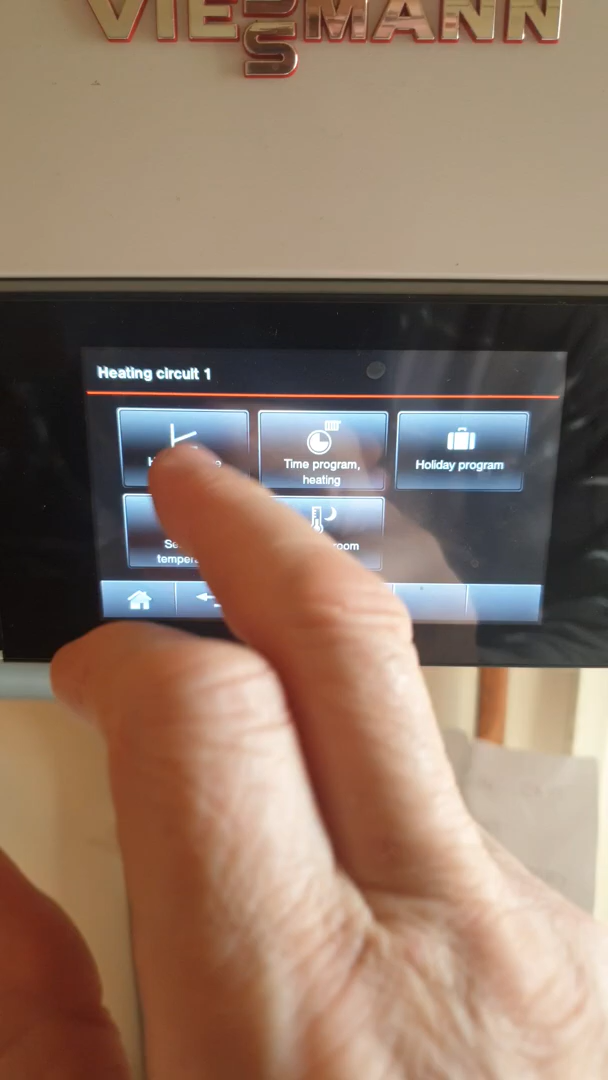 VIESMANN
Heating circuit 1
Time program,
heating
Holiday program
room